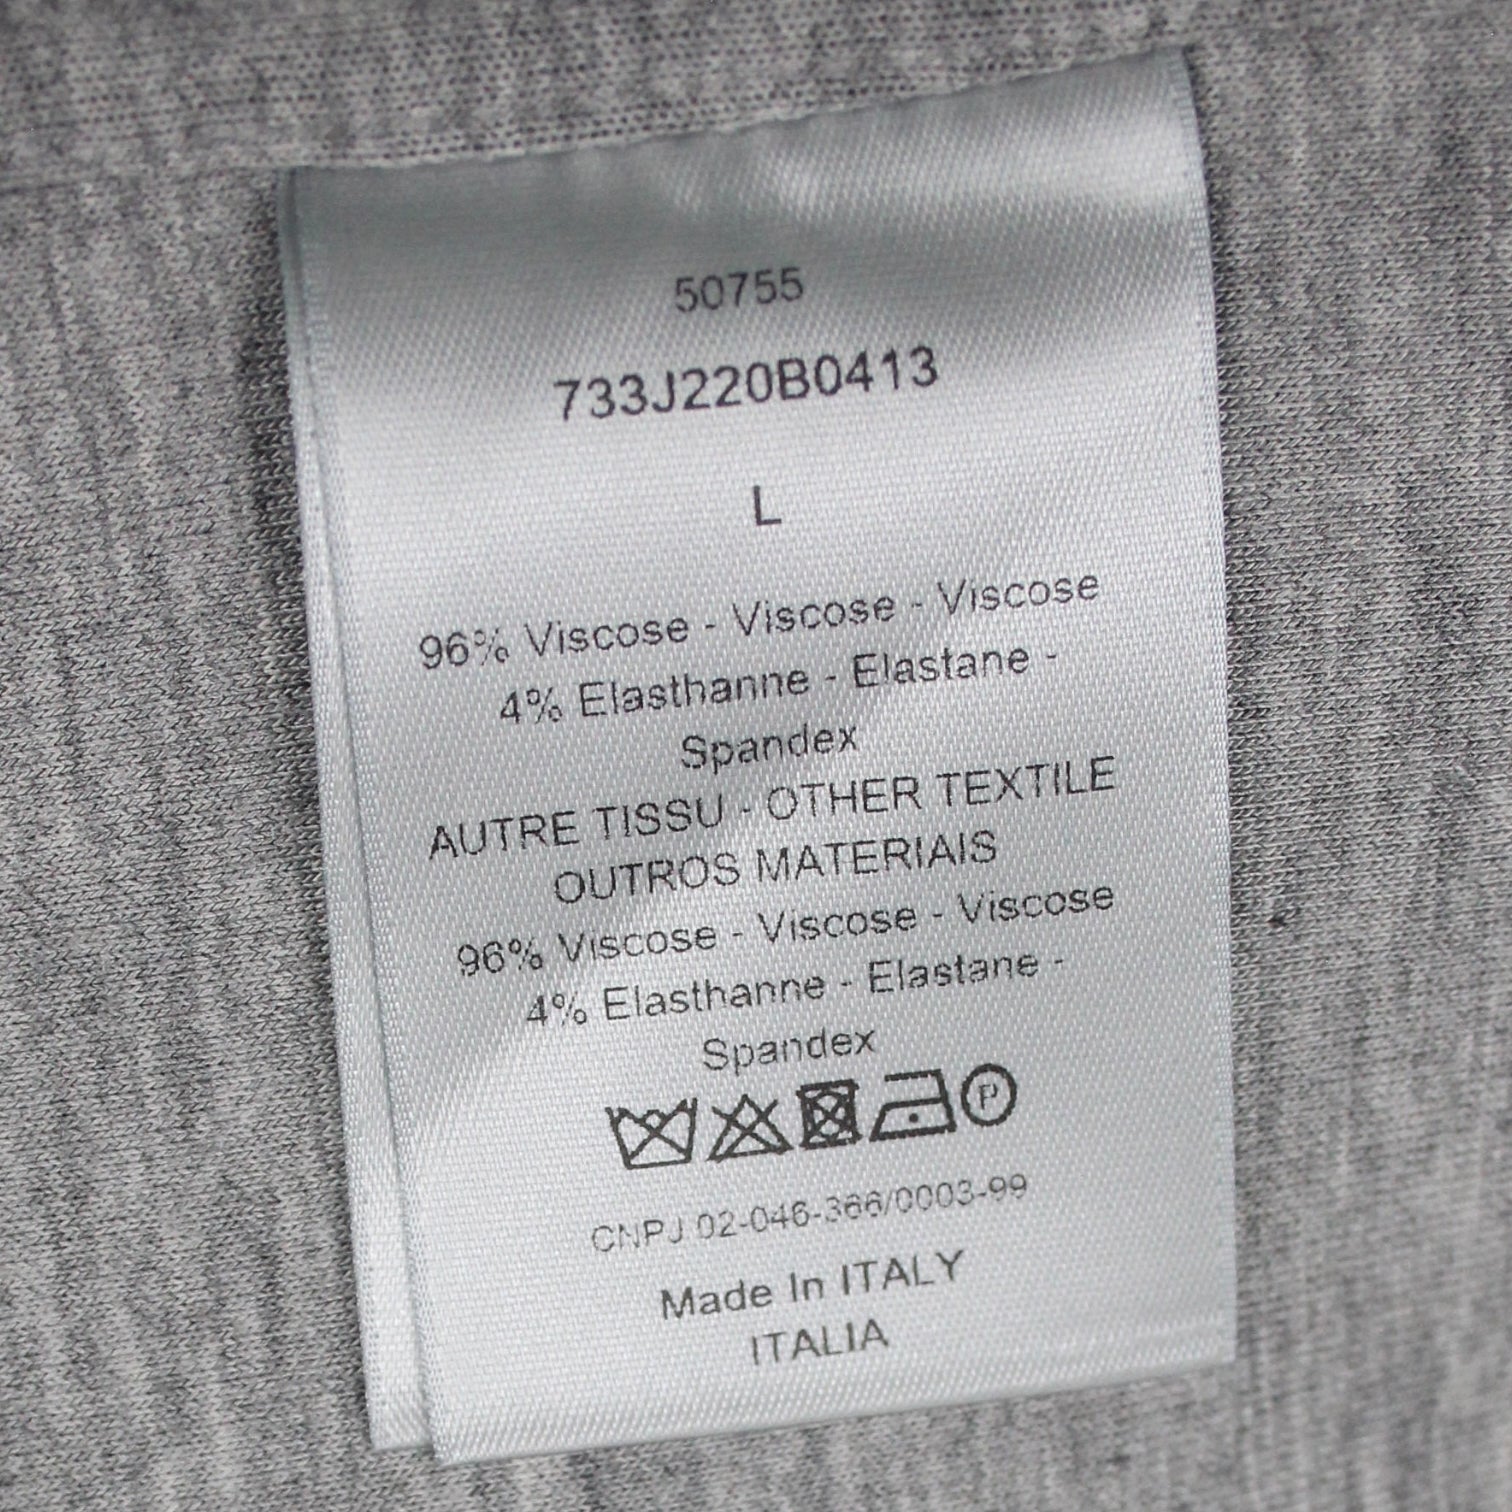 50755
733J220B0413
L
96% Viscose - Viscose - Viscose
4% Elasthanne - Elastane -
Spandex
AUTRE TISSU - OTHER TEXTILE
OUTROS MATERIAIS
96% Viscose - Viscose - Viscose
4% Elasthanne - Elastane -
Spandex
P
CNPJ 02-046-366/0003-99
Made In ITALY
ITALIA